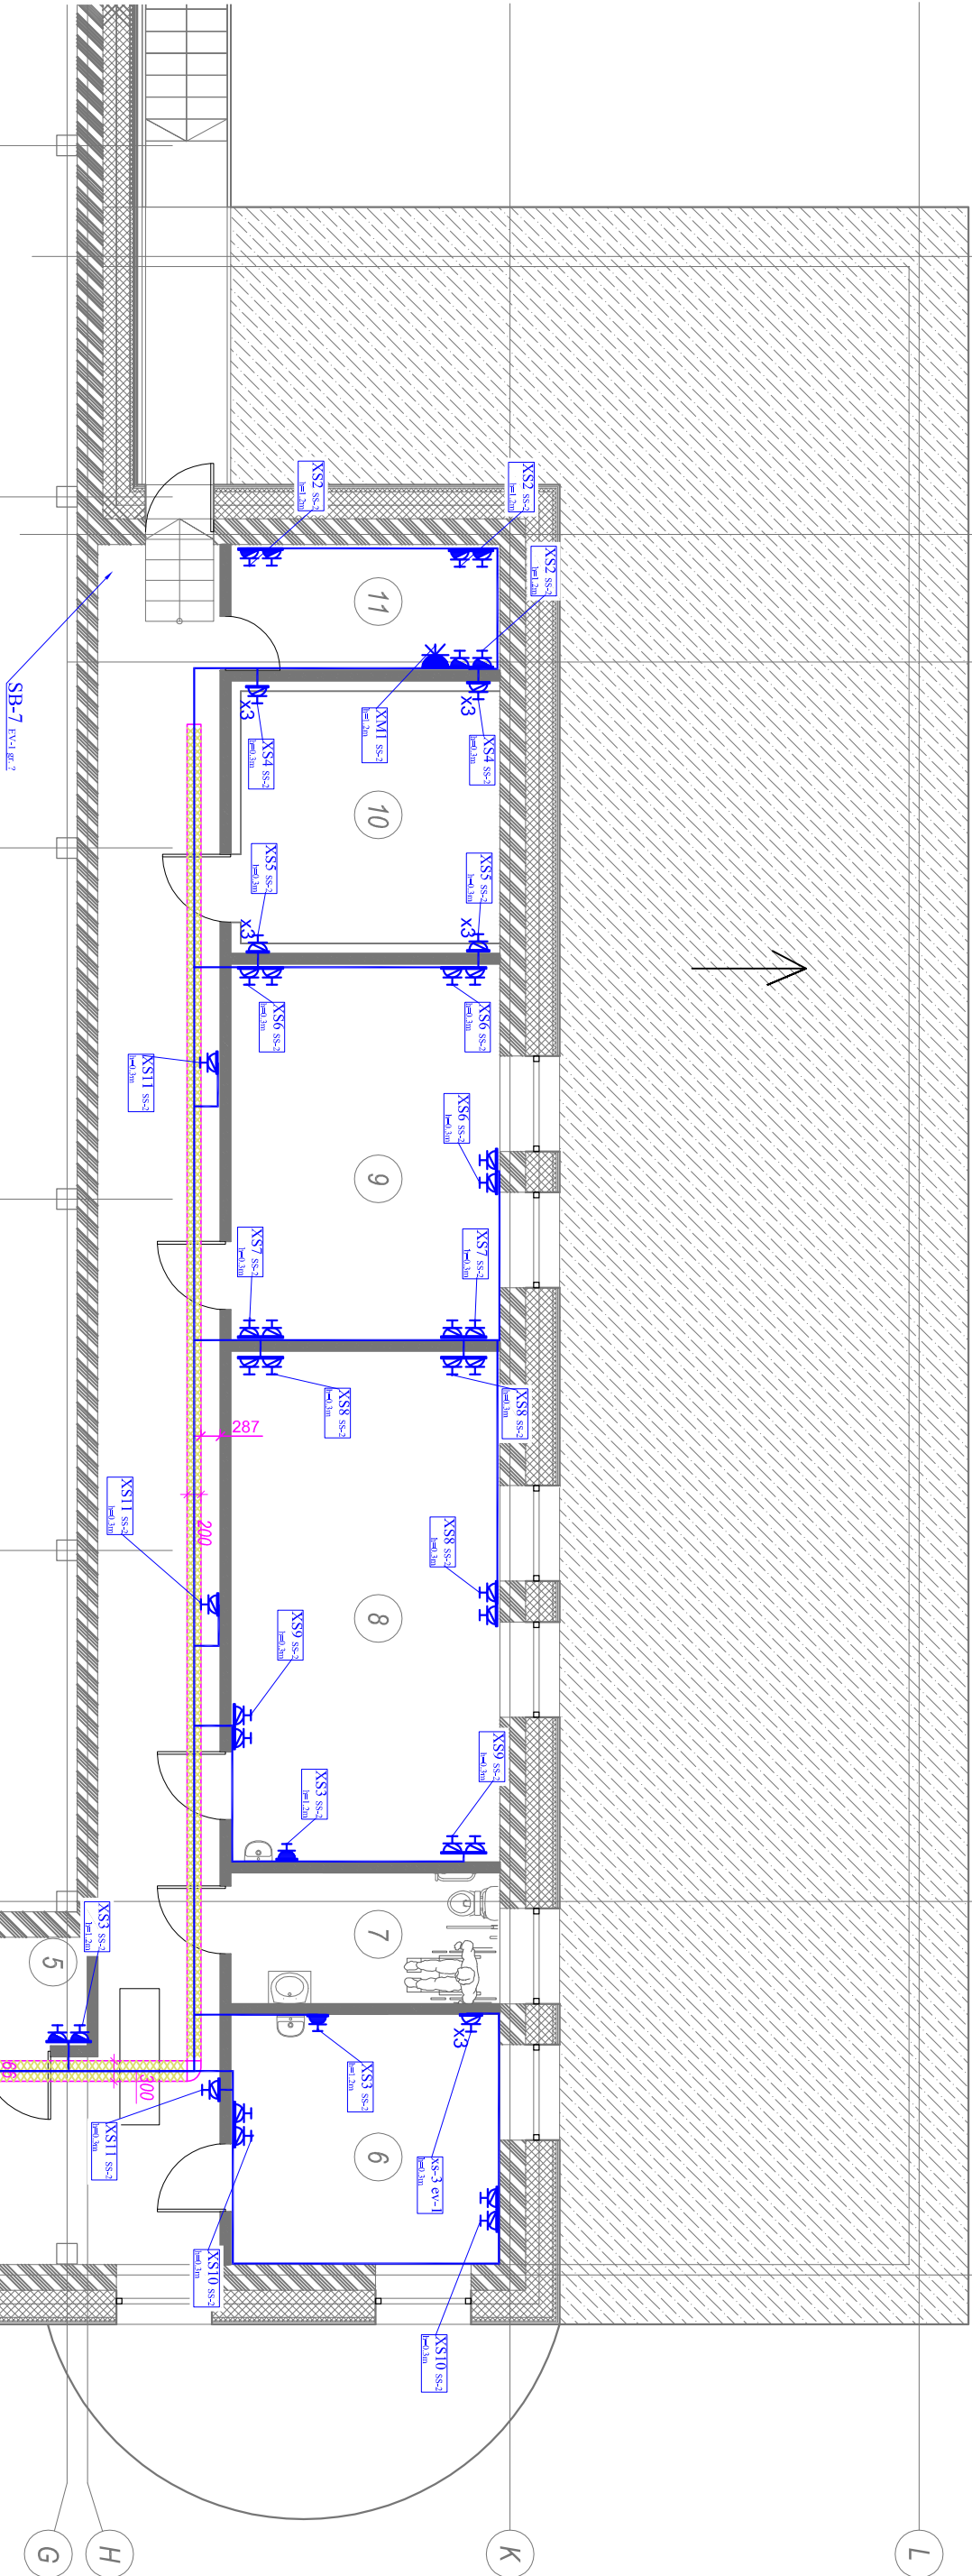 XS2 SS-2
h=1.2m
XS2 SS-2
h=1.2m
XS2 SS-2
h=1.2m
11
SB-7 EV-1 gr. ?
x3
x3
XM1 SS-2
h=1.2m
XS4 SS-2
h=0.3m
XS4 SS-2
h=0.3m
10
XS5 SS-2
h=0.3m
XS5 SS-2
h=0.3m
x3
x3
XS6 SS-2
h=0.3m
XS6 SS-2
h=0.3m
XS11 SS-2
h=0.3m
XS6 SS-2
h=0.3m
9
XS7 SS-2
h=0.3m
XS7 SS-2
h=0.3m
XS8 SS-2
h=0.3m
XS8 SS-2
h=0.3m
287
200
XS11 SS-2
h=0.3m
XS8 SS-2
h=0.3m
8
XS9 SS-2
h=0.3m
XS9 SS-2
h=0.3m
XS3 SS-2
h=1.2m
7
XS3 SS-2
h=1.2m
5
x3
XS3 SS-2
h=1.2m
300
66
XS11 SS-2
h=0.3m
6
xs-3 ev-1
h=0.3m
XS10 SS-2
h=0.3m
XS10 SS-2
h=0.3m
G
H
K
L